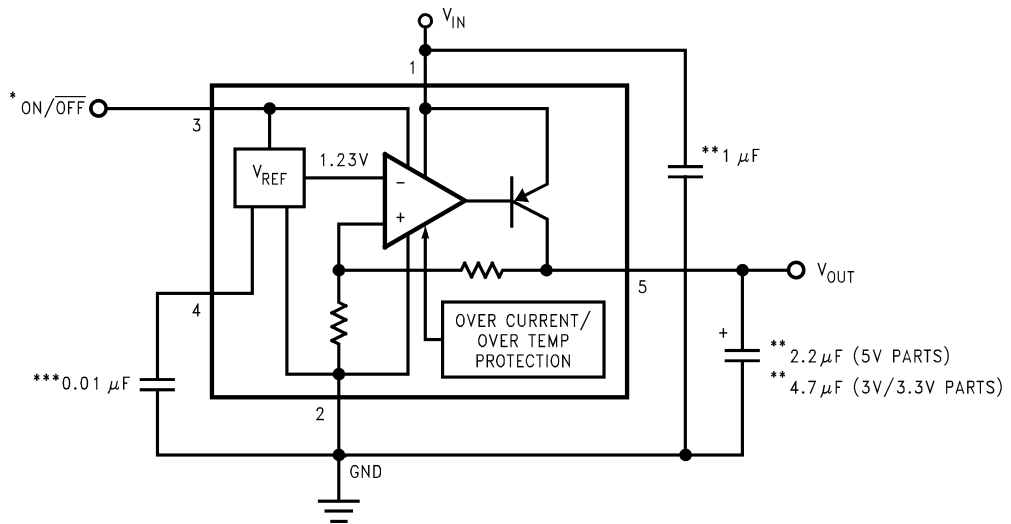 V_IN
1
* ON/O̅F̅F̅
3
1.23V
V_REF
−
+
**1 μF
5
V_OUT
4
OVER CURRENT/
OVER TEMP
PROTECTION
+
**2.2 μF (5V PARTS)
**4.7 μF (3V/3.3V PARTS)
***0.01 μF
2
GND